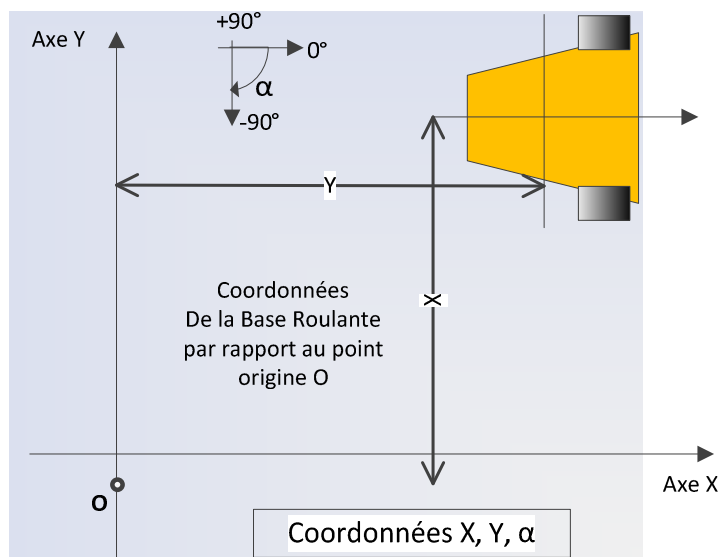 +90°
Axe Y
0°
α
-90°
Y
X
Coordonnées
De la Base Roulante
par rapport au point
origine O
Axe X
O
Coordonnées X, Y, α